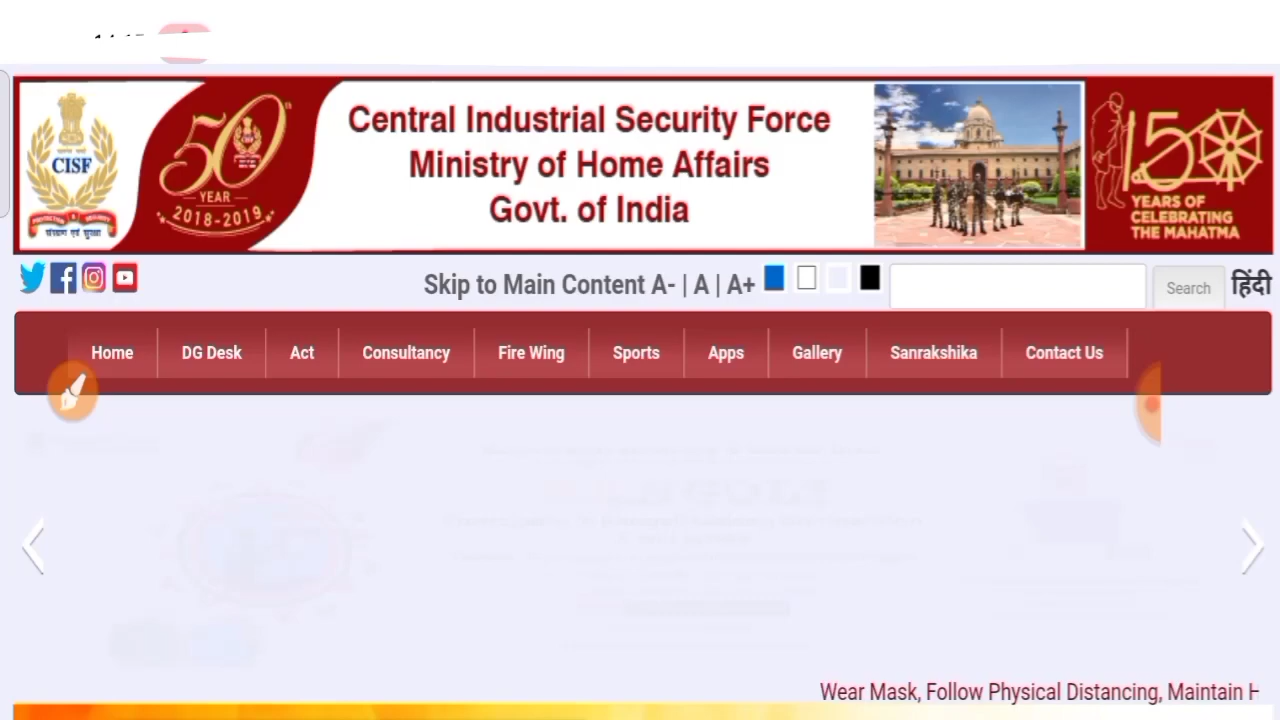 CISF
संरक्षण एवं सुरक्षा
50
YEAR
2018-2019
Central Industrial Security Force
Ministry of Home Affairs
Govt. of India
150
YEARS OF
CELEBRATING
THE MAHATMA
Skip to Main Content A- | A | A+
Search
हिंदी
Home
DG Desk
Act
Consultancy
Fire Wing
Sports
Apps
Gallery
Sanrakshika
Contact Us
Wear Mask, Follow Physical Distancing, Maintain H